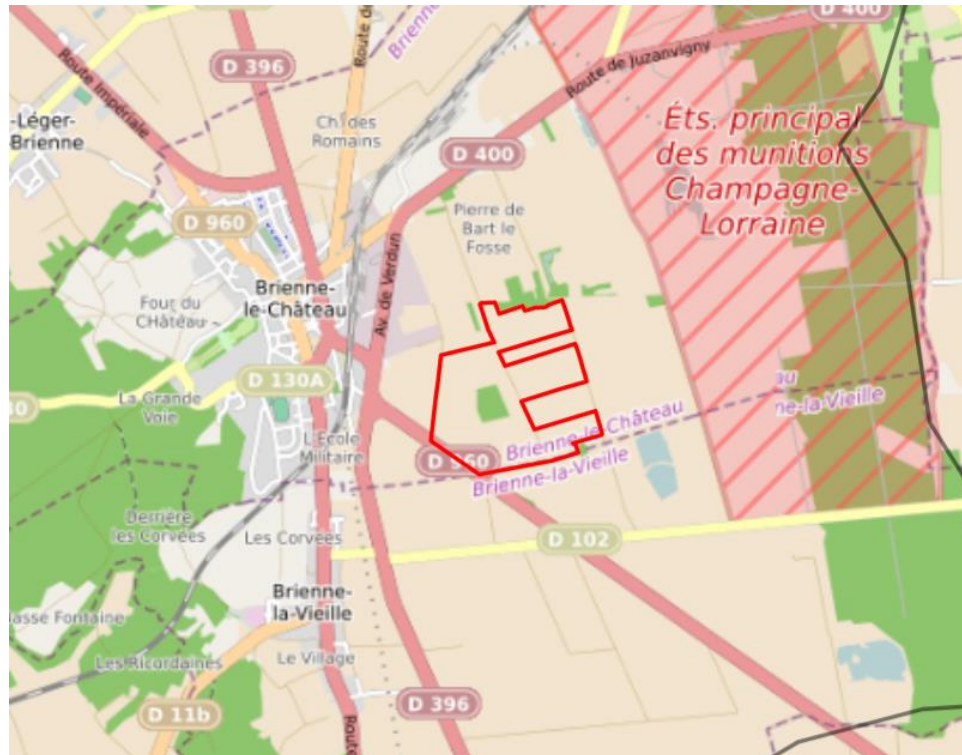 D 400
Route Impériale
D 396
Route de Juzanvigny
-Léger-
Brienne
Ch. des
Romains
D 400
Éts. principal
des munitions
Champagne-
Lorraine
D 960
Pierre de
Bart le
Fosse
Brienne-
le-Château
Av. de Verdun
Four du
CHâteau
D 130A
La Grande
Voie
L'École
Militaire
D 960
Brienne-le-Château
Brienne-la-Vieille
ne-la-Vieille
Derrière
les Corvées
Les Corvées
D 102
Brienne-
la-Vieille
Basse Fontaine
Les Ricordaines
Le Village
D 396
D 11b
Route